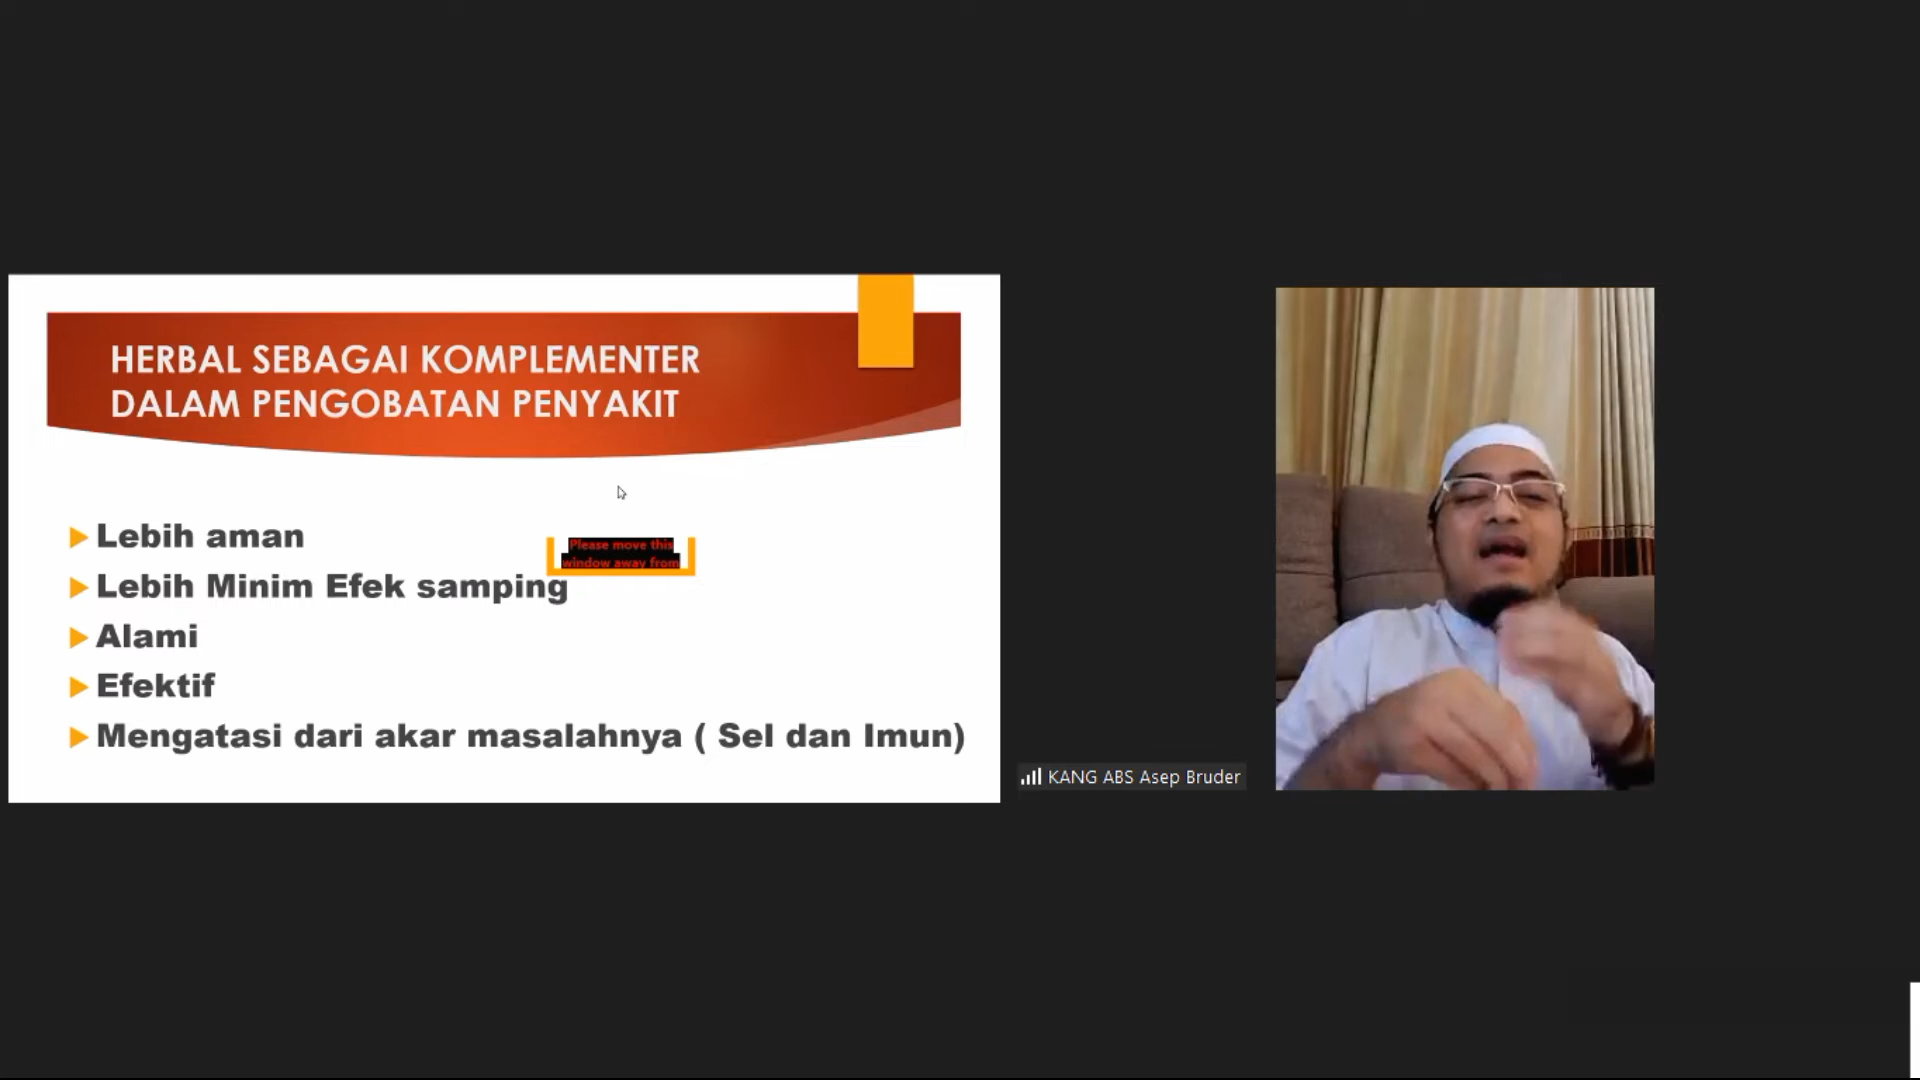 HERBAL SEBAGAI KOMPLEMENTER
DALAM PENGOBATAN PENYAKIT
Lebih aman
Please move this
window away from
Lebih Minim Efek samping
Alami
Efektif
Mengatasi dari akar masalahnya ( Sel dan Imun)
KANG ABS Asep Bruder